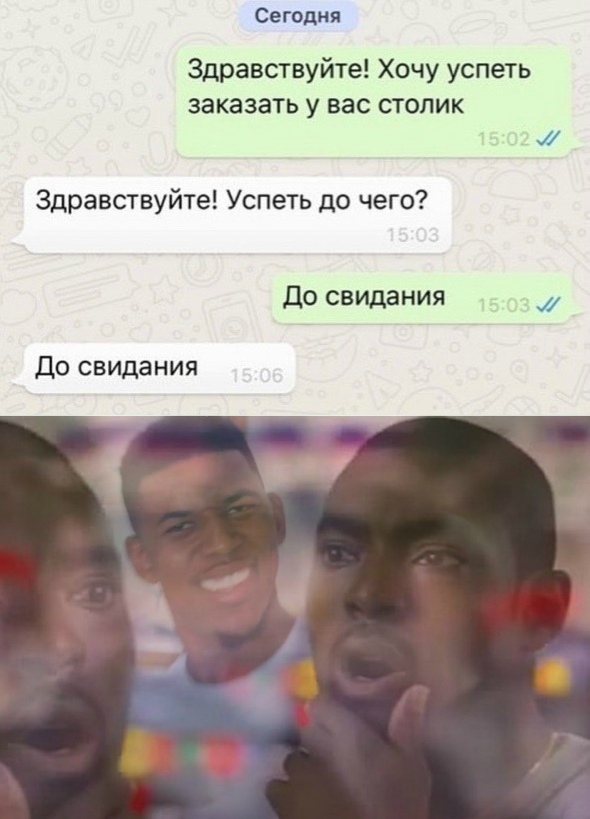 Сегодня
Здравствуйте! Хочу успеть
заказать у вас столик
15:02
Здравствуйте! Успеть до чего?
15:03
До свидания 15:03
До свидания 15:06